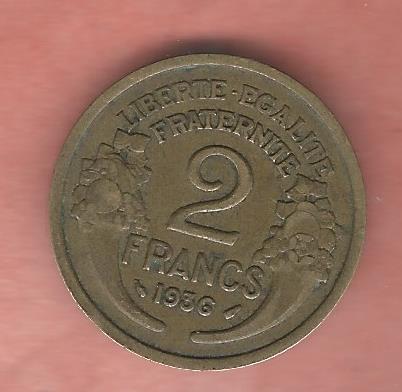 LIBERTE-EGALITE
FRATERNITE
2
FRANCS
1936